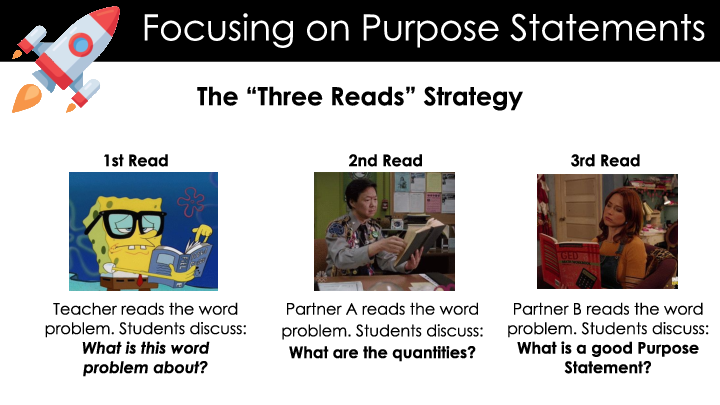 Focusing on Purpose Statements
The “Three Reads” Strategy
1st Read
2nd Read
3rd Read
Teacher reads the word
problem. Students discuss:
What is this word
problem about?
Partner A reads the word
problem. Students discuss:
What are the quantities?
Partner B reads the word
problem. Students discuss:
What is a good Purpose
Statement?